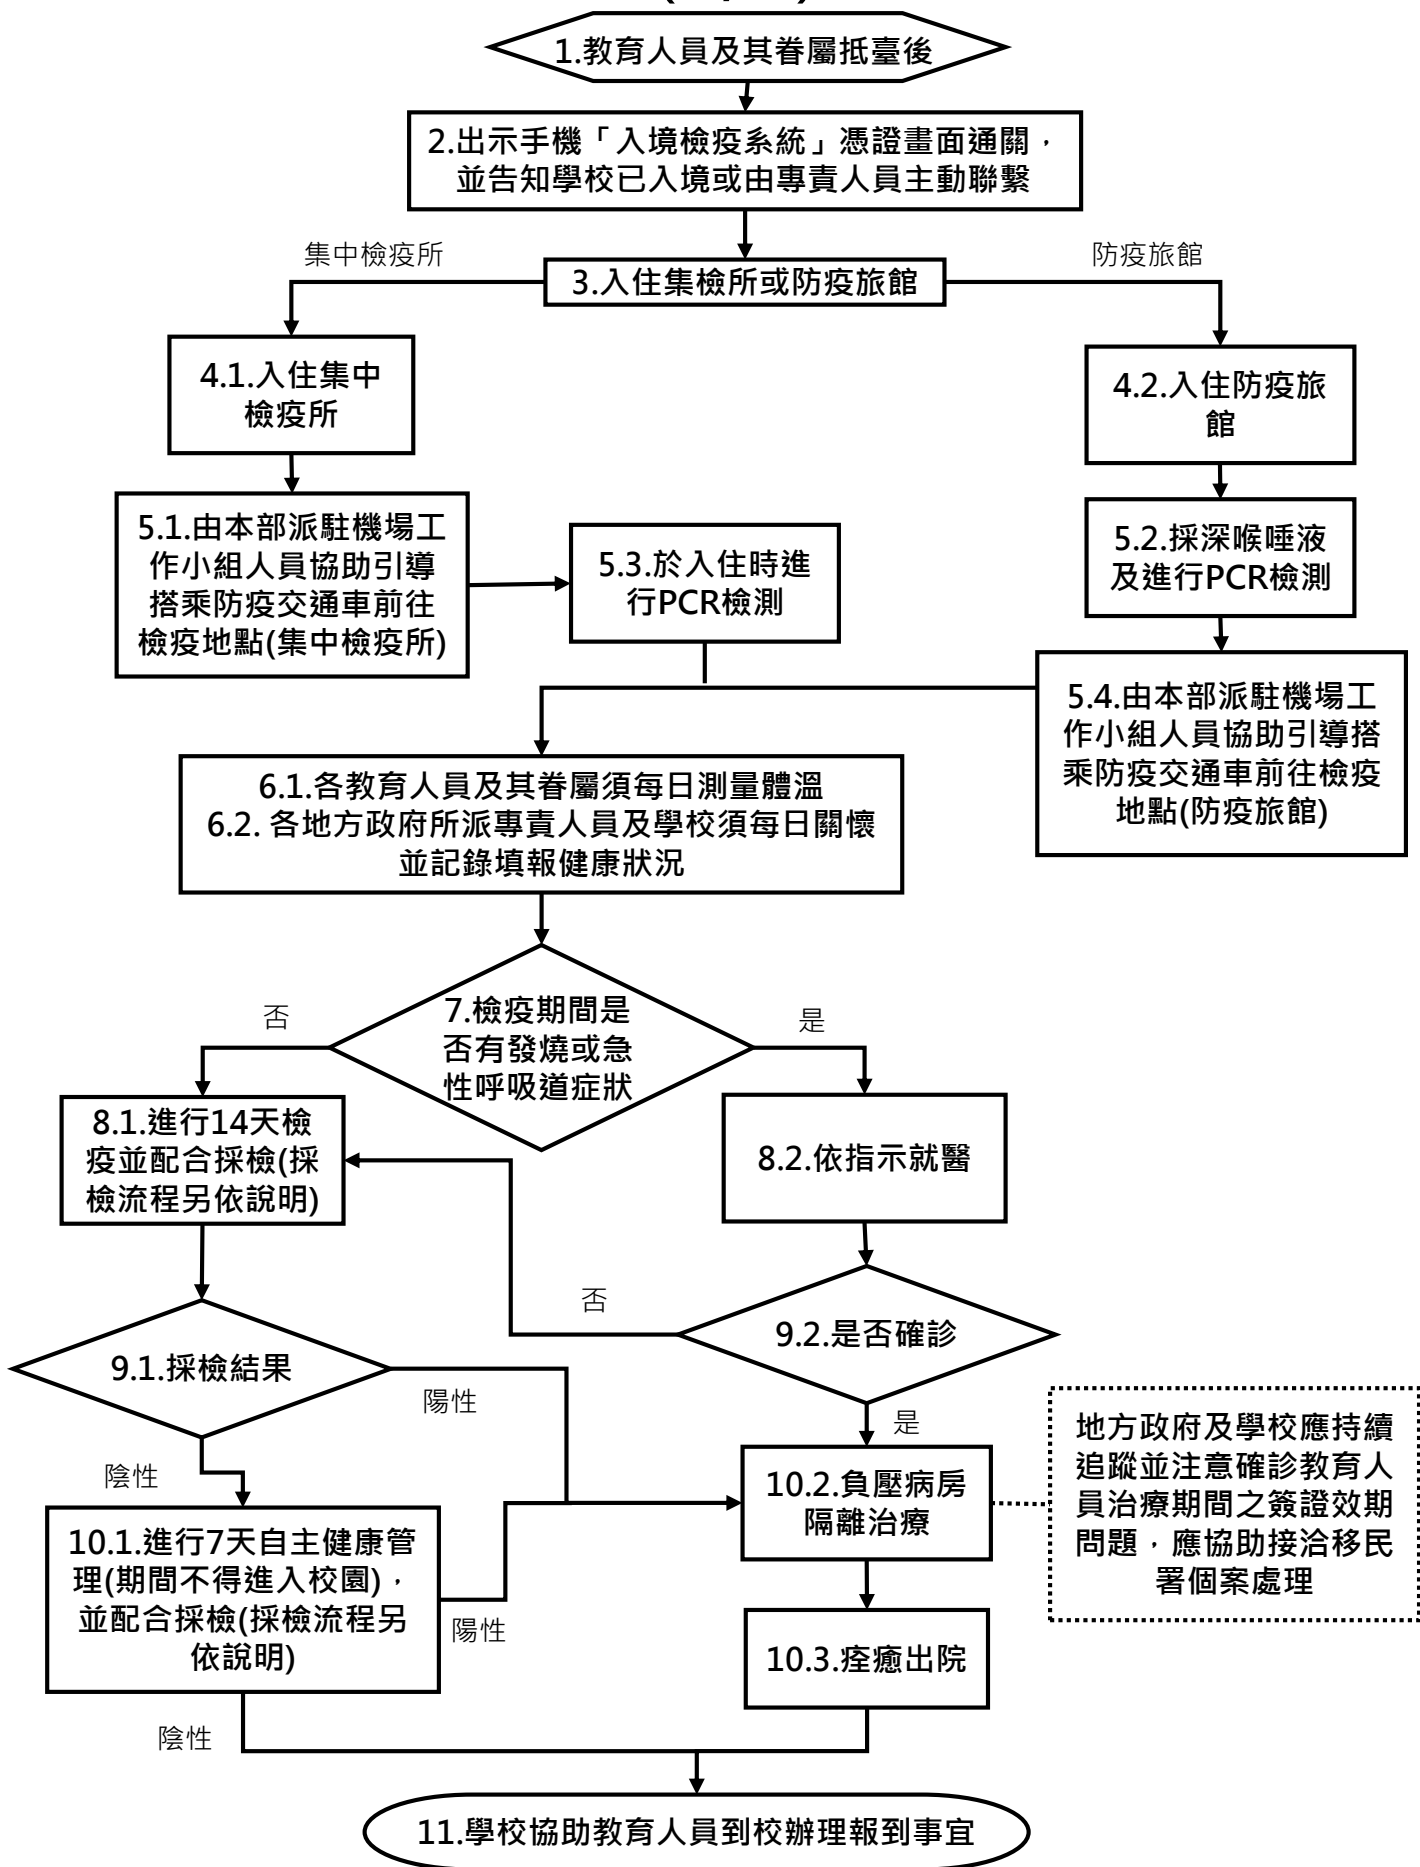 1.教育人員及其眷屬抵臺後
2.出示手機「入境檢疫系統」憑證畫面通關，
並告知學校已入境或由專責人員主動聯繫
集中檢疫所
防疫旅館
3.入住集檢所或防疫旅館
4.1.入住集中
檢疫所
4.2.入住防疫旅
館
5.1.由本部派駐機場工
作小組人員協助引導
搭乘防疫交通車前往
檢疫地點(集中檢疫所)
5.3.於入住時進
行PCR檢測
5.2.採深喉唾液
及進行PCR檢測
5.4.由本部派駐機場工
作小組人員協助引導搭
乘防疫交通車前往檢疫
地點(防疫旅館)
6.1.各教育人員及其眷屬須每日測量體溫
6.2. 各地方政府所派專責人員及學校須每日關懷
並記錄填報健康狀況
7.檢疫期間是
否有發燒或急
性呼吸道症狀
否
是
8.1.進行14天檢
疫並配合採檢(採
檢流程另依說明)
8.2.依指示就醫
否
9.2.是否確診
9.1.採檢結果
陽性
是
陰性
10.2.負壓病房
隔離治療
地方政府及學校應持續
追蹤並注意確診教育人
員治療期間之簽證效期
問題，應協助接洽移民
署個案處理
10.1.進行7天自主健康管
理(期間不得進入校園)，
並配合採檢(採檢流程另
依說明)
陽性
10.3.痊癒出院
陰性
11.學校協助教育人員到校辦理報到事宜